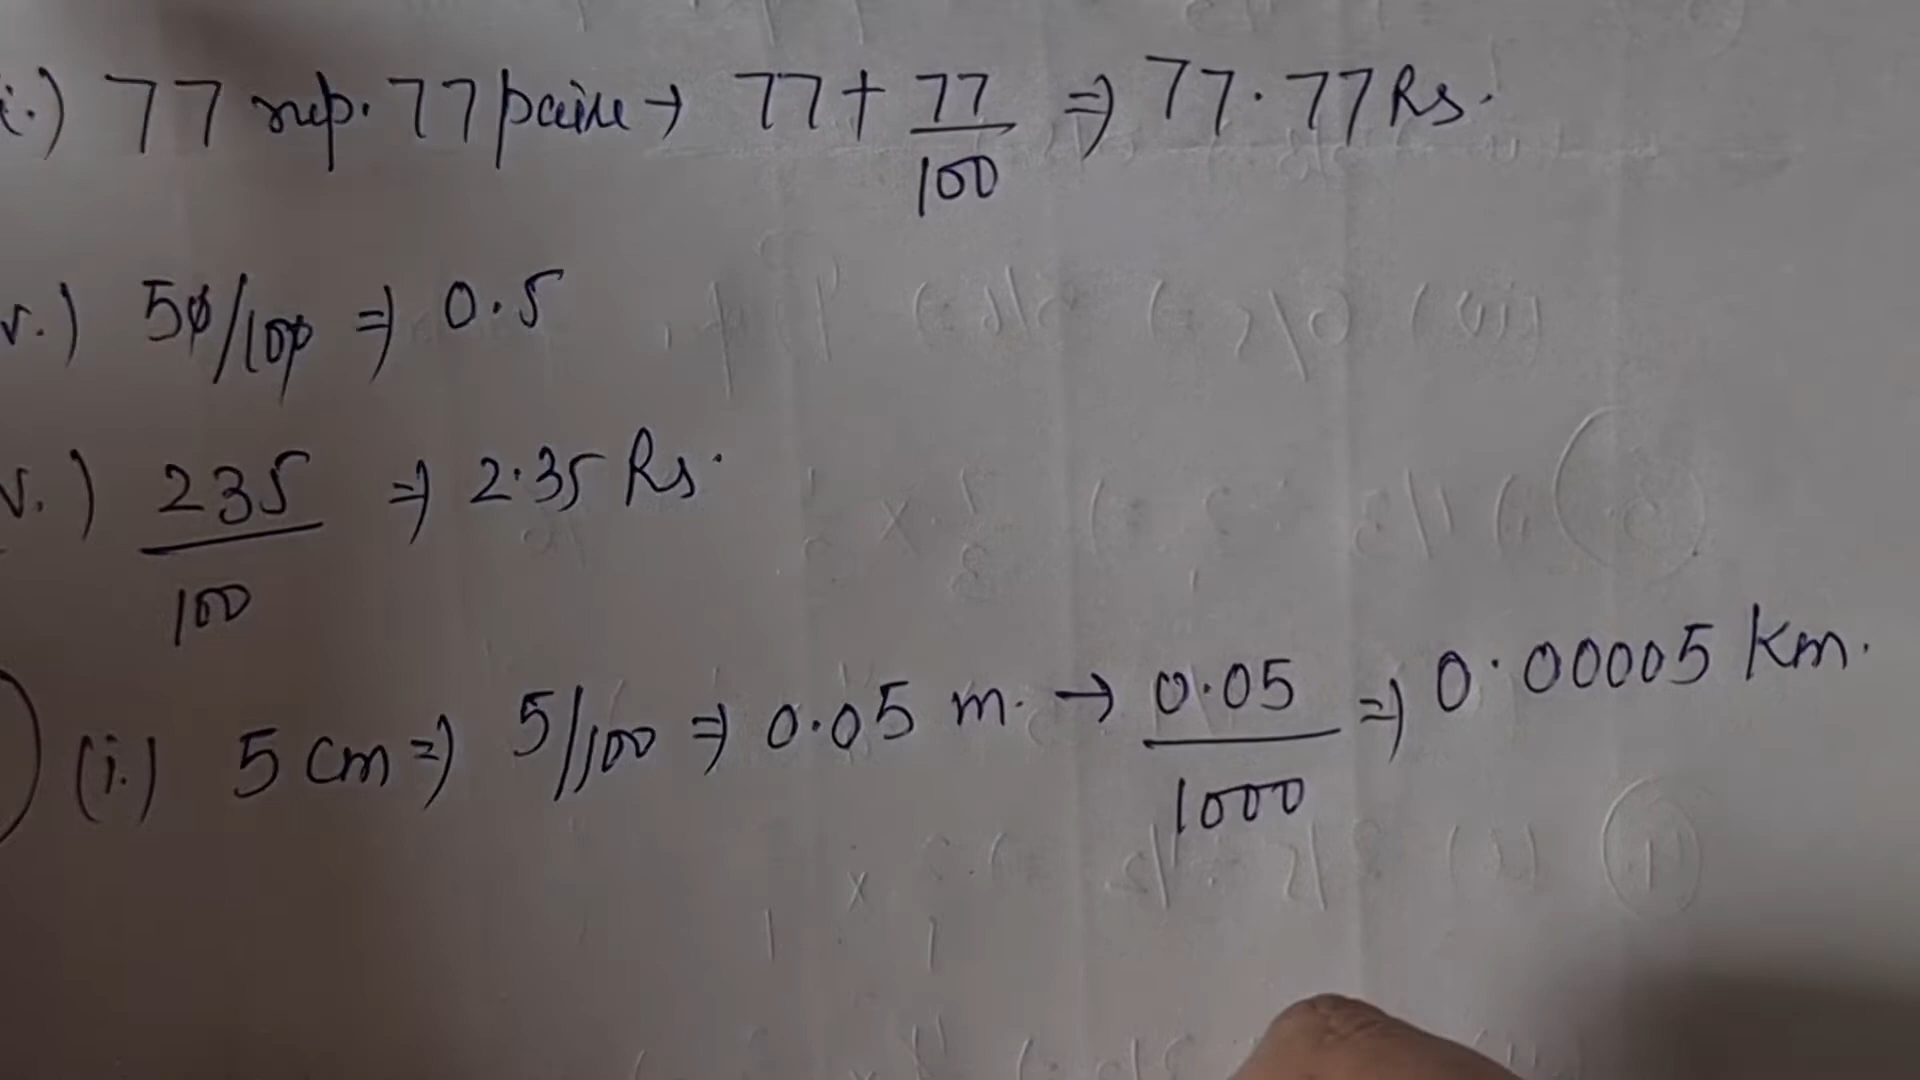 i.) 77 rup. 77 paise → 77 + 77/100 ⇒ 77.77 Rs.
v.) 50/100 ⇒ 0.5
v.) 235/100 ⇒ 2.35 Rs.
(i.) 5 cm ⇒ 5/100 ⇒ 0.05 m. → 0.05/1000 ⇒ 0.00005 Km.